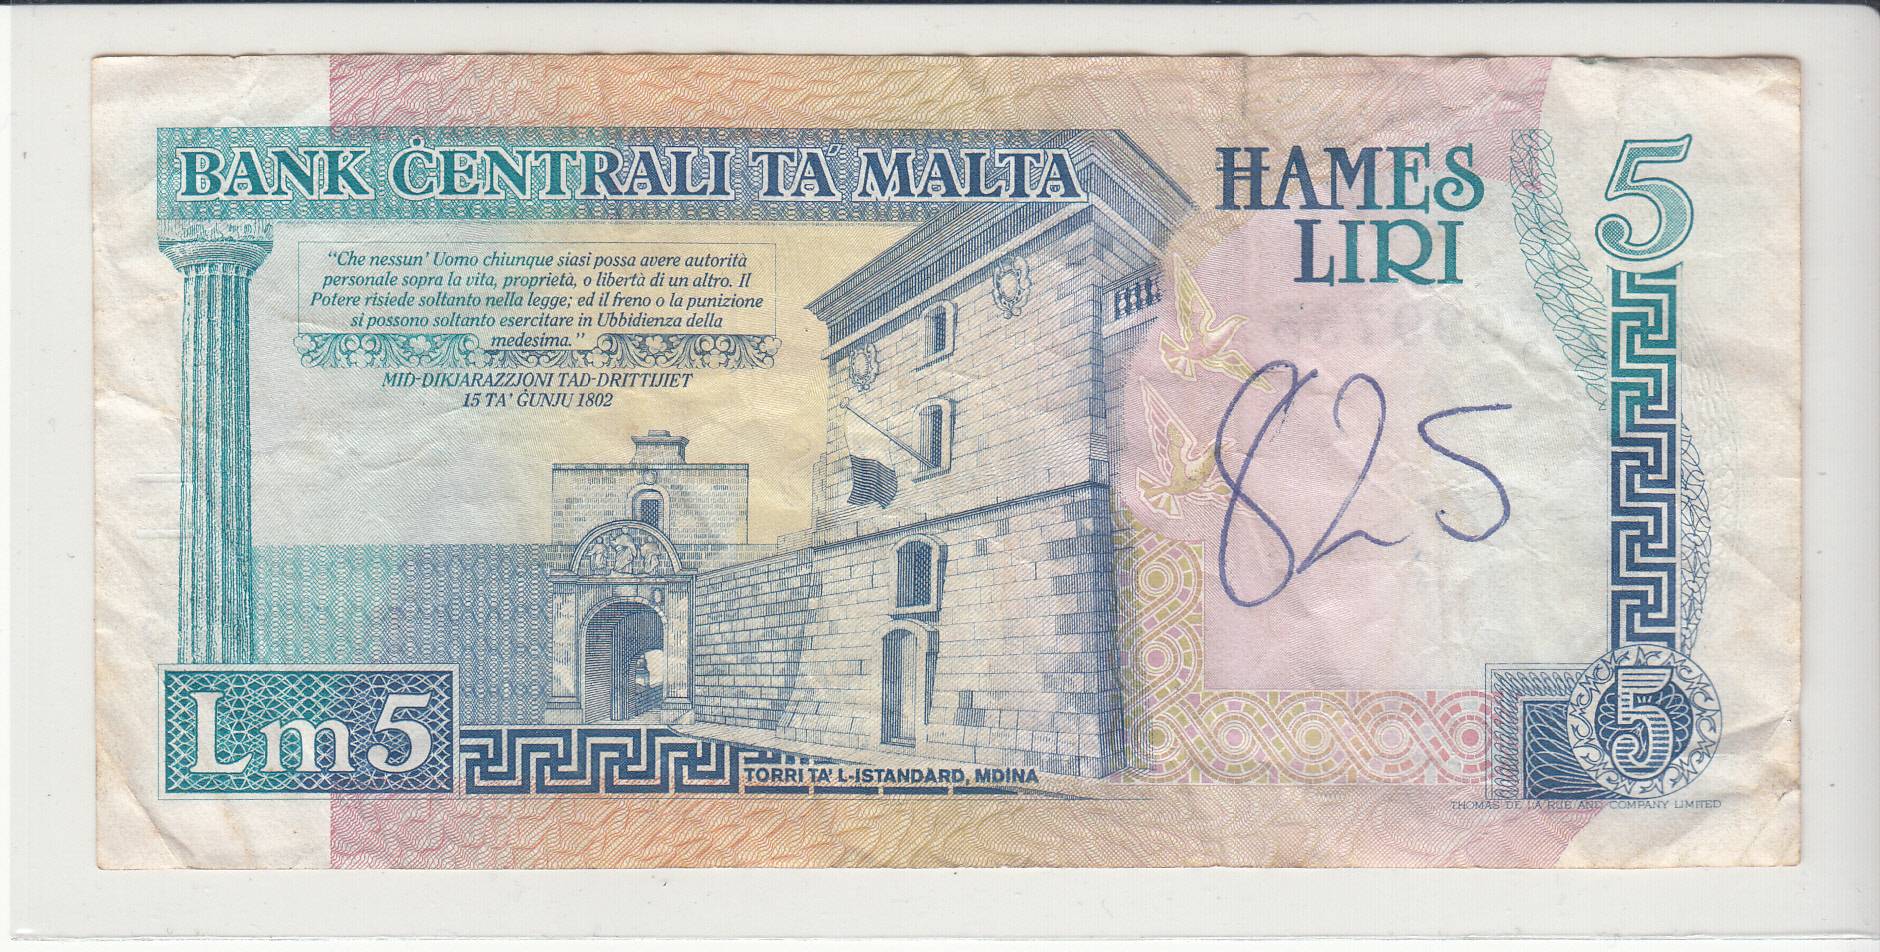 BANK ĊENTRALI TA' MALTA
ĦAMES
LIRI
5
"Che nessun' Uomo chiunque siasi possa avere autorità
personale sopra la vita, proprietà, o libertà di un altro. Il
Potere risiede soltanto nella legge; ed il freno o la punizione
si possono soltanto esercitare in Ubbidienza della
medesima."
MID-DIKJARAZZJONI TAD-DRITTIJIET
15 TA' ĠUNJU 1802
825
Lm5
TORRI TA' L-ISTANDARD, MDINA
5
THOMAS DE LA RUE AND COMPANY LIMITED